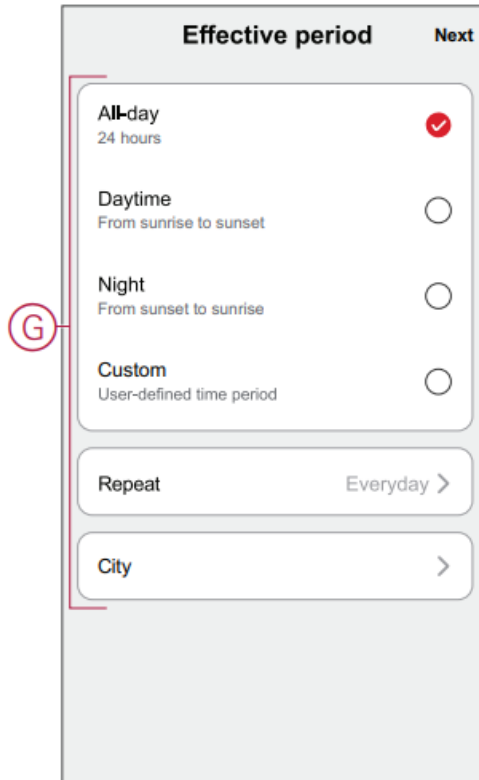 Effective period Next
All-day
24 hours
Daytime
From sunrise to sunset
Night
From sunset to sunrise
G
Custom
User-defined time period
Repeat Everyday
City